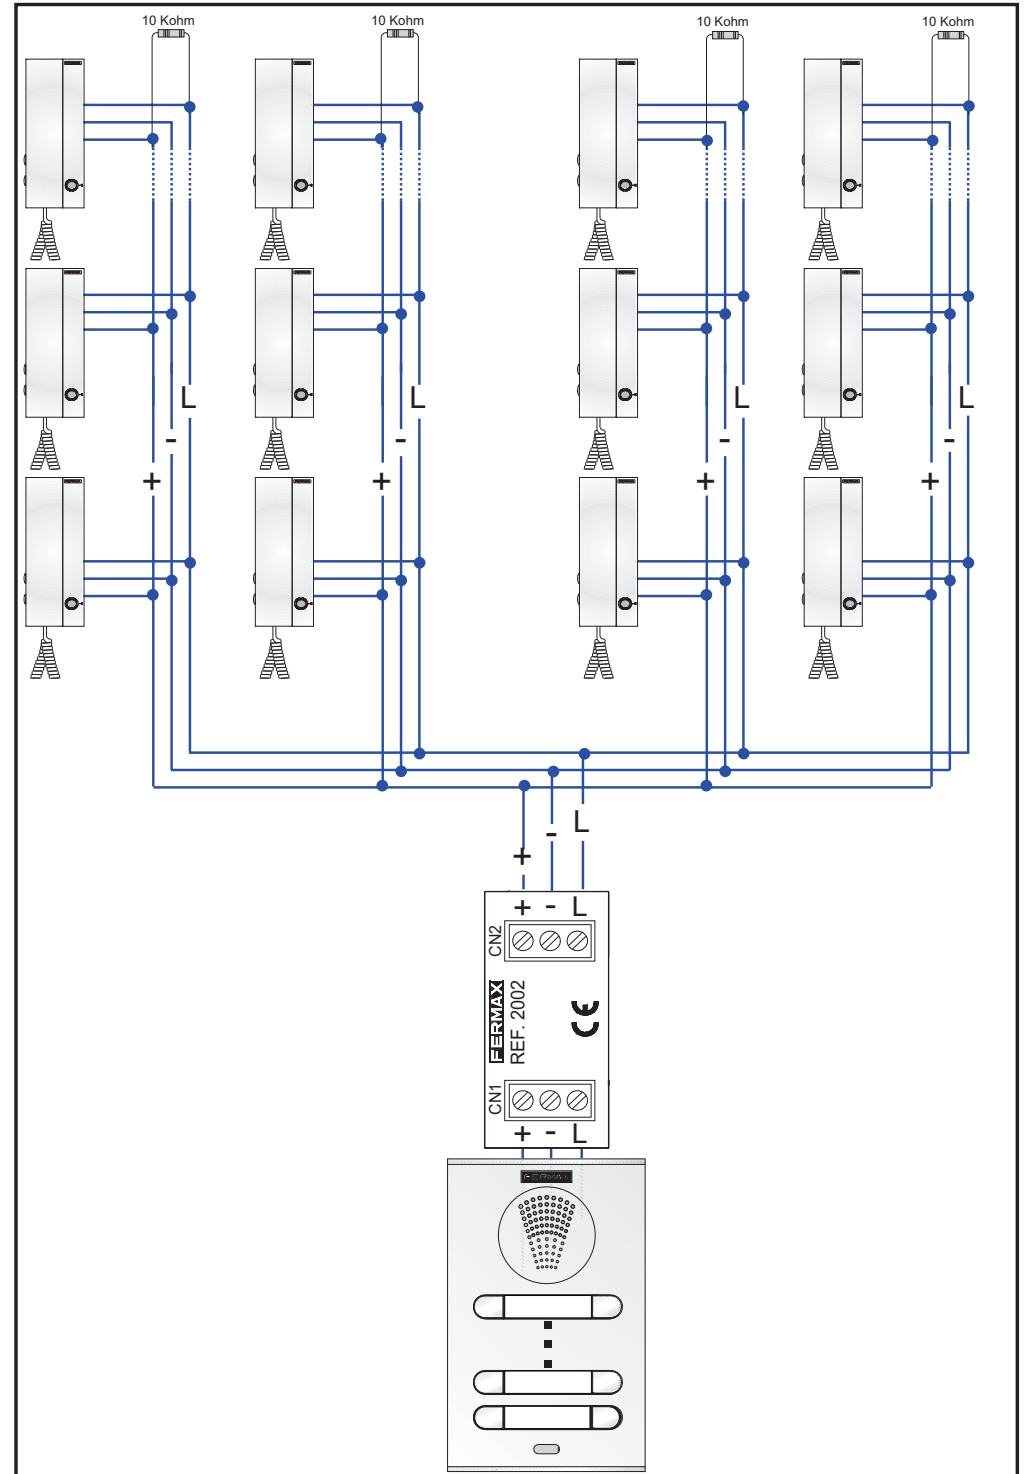 10 Kohm 10 Kohm 10 Kohm 10 Kohm
L L L L
- - - -
+ + + +
L
-
+
+ - L
CN2
FERMAX
REF. 2002
CE
CN1
+ - L
FERMAX